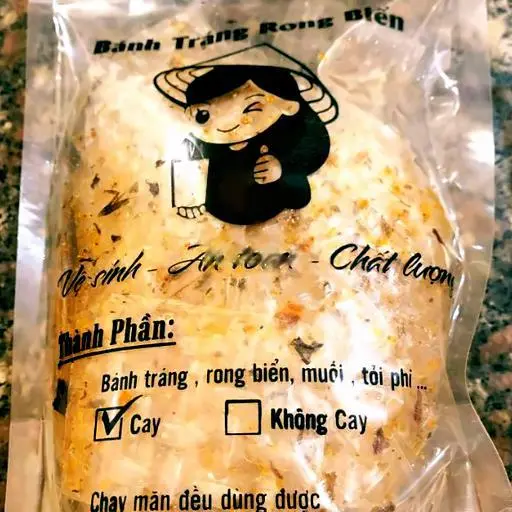 Bánh Tráng Rong Biển
Vệ sinh - An toàn - Chất lượng
Thành Phần:
Bánh tráng , rong biển, muối , tỏi phi ...
Cay
Không Cay
Chay mặn đều dùng được